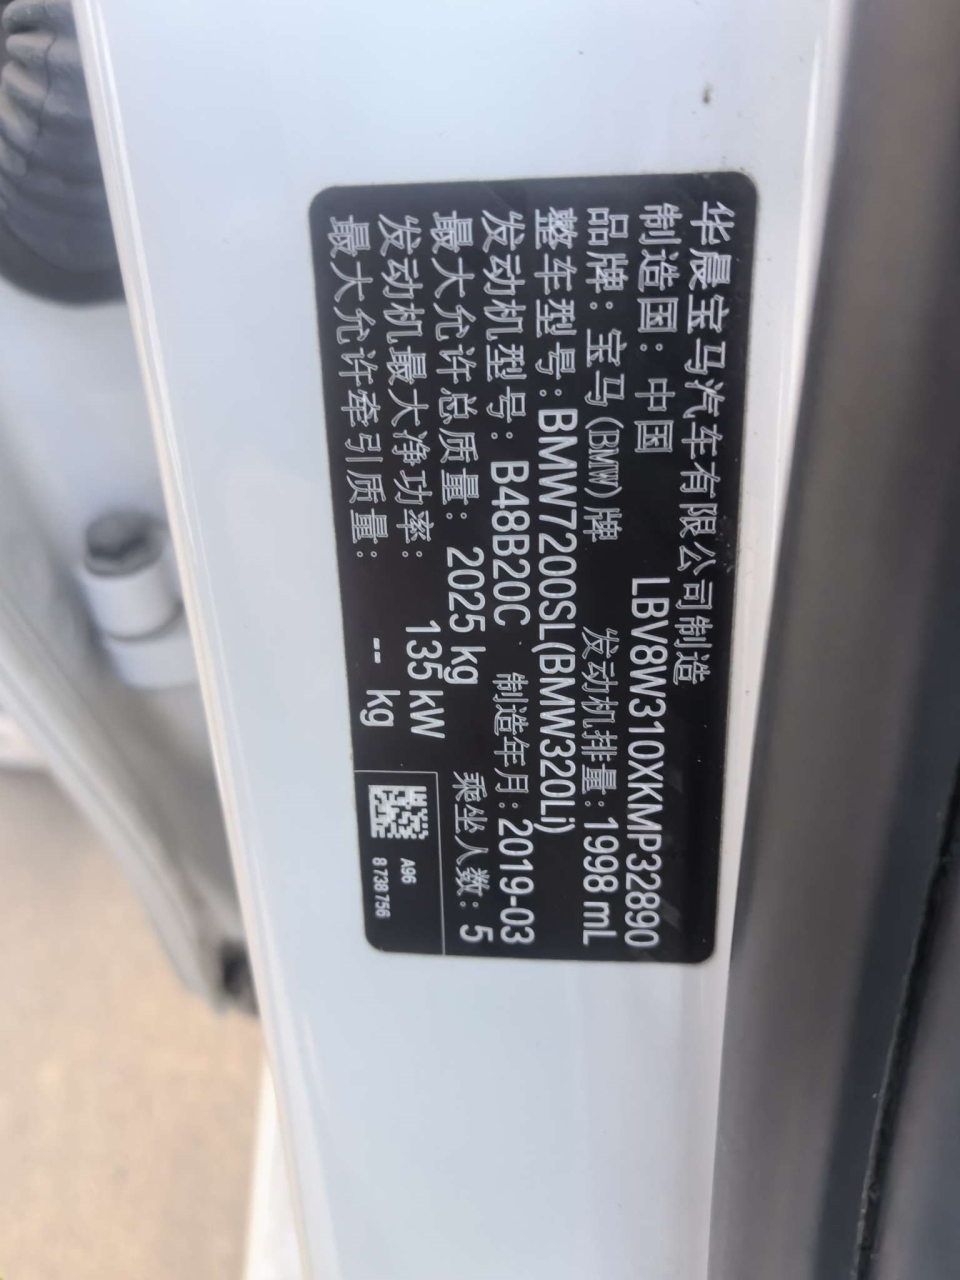 华晨宝马汽车有限公司制造
制造国：中国 LBV8W310XKMP32890
品牌：宝马(BMW)牌 发动机排量：1998 mL
整车型号：BMW7200SL(BMW320Li)
发动机型号：B48B20C 制造年月：2019-03
最大允许总质量：2025 kg 乘坐人数：5
发动机最大净功率：135 kW
最大允许牵引质量：-- kg
A96
8 738 756